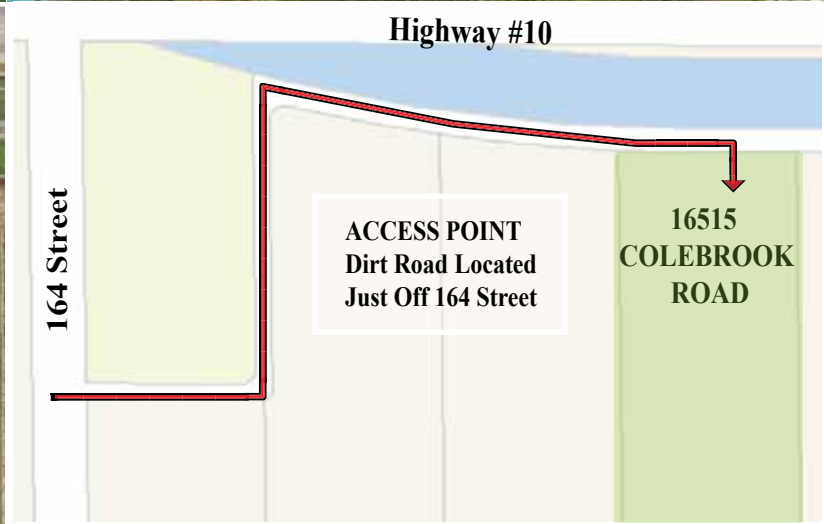 Highway #10
164 Street
ACCESS POINT
Dirt Road Located
Just Off 164 Street
16515
COLEBROOK
ROAD